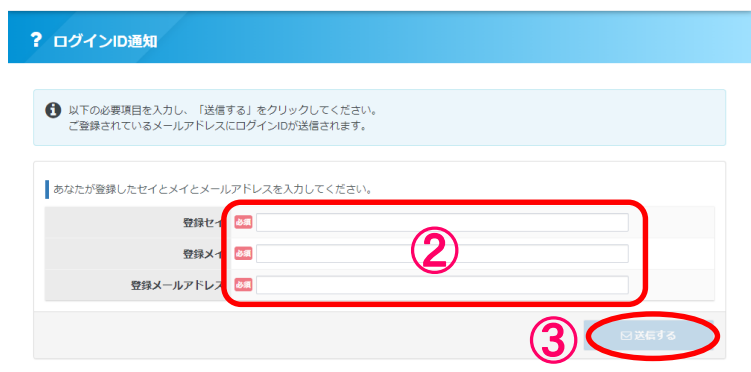 ? ログインID通知
以下の必要項目を入力し、「送信する」をクリックしてください。
ご登録されているメールアドレスにログインIDが送信されます。
あなたが登録したセイとメイとメールアドレスを入力してください。
登録セイ 必須
登録メイ 必須
②
登録メールアドレス 必須
③ 送信する